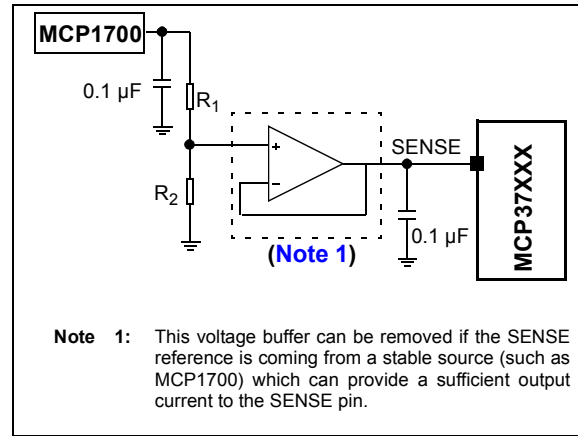 MCP1700
0.1 µF
R1
+
SENSE
−
R2
0.1 µF
MCP37XXX
(Note 1)
Note 1: This voltage buffer can be removed if the SENSE
reference is coming from a stable source (such as
MCP1700) which can provide a sufficient output
current to the SENSE pin.